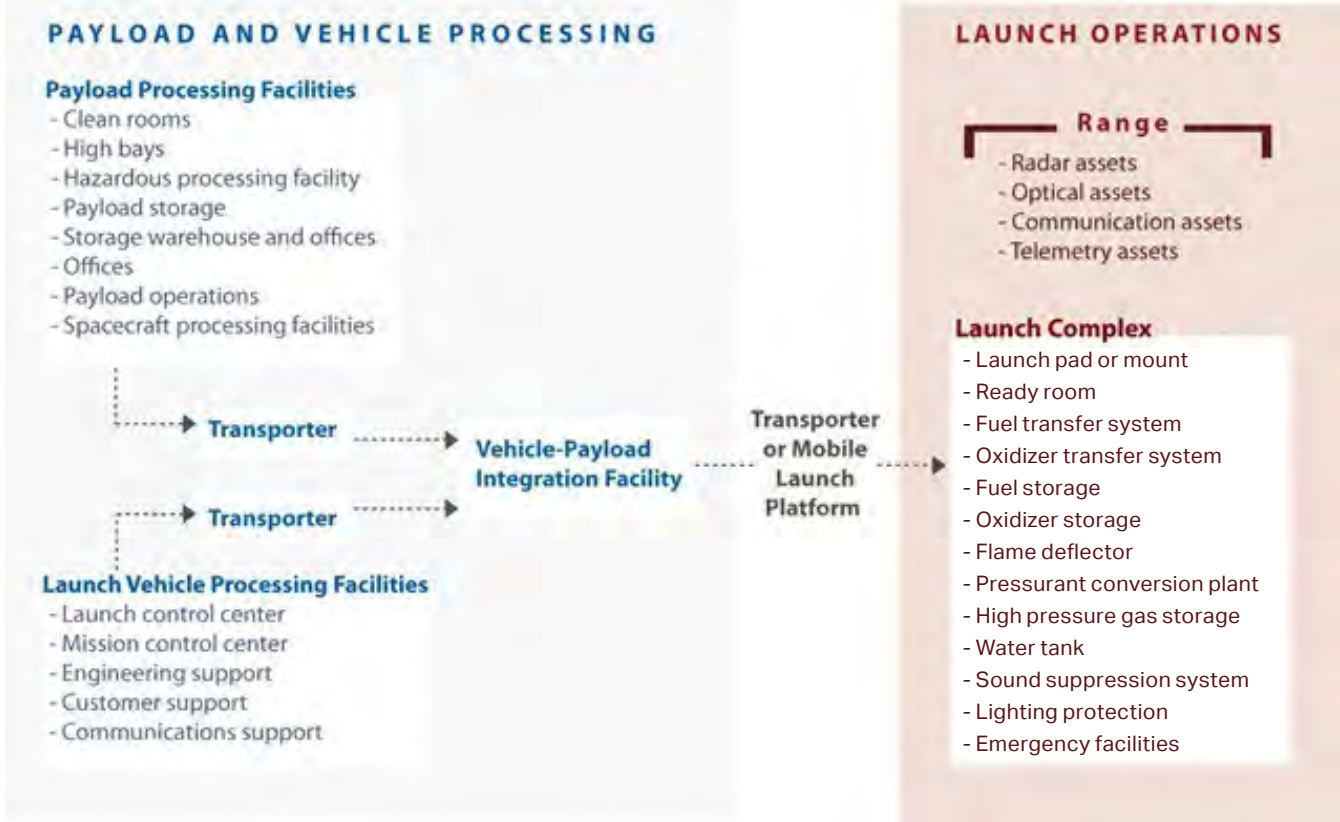 PAYLOAD AND VEHICLE PROCESSING
Payload Processing Facilities
- Clean rooms
- High bays
- Hazardous processing facility
- Payload storage
- Storage warehouse and offices
- Offices
- Payload operations
- Spacecraft processing facilities
Transporter
Transporter
Launch Vehicle Processing Facilities
- Launch control center
- Mission control center
- Engineering support
- Customer support
- Communications support
Vehicle-Payload
Integration Facility
Transporter
or Mobile
Launch
Platform
LAUNCH OPERATIONS
Range
- Radar assets
- Optical assets
- Communication assets
- Telemetry assets
Launch Complex
- Launch pad or mount
- Ready room
- Fuel transfer system
- Oxidizer transfer system
- Fuel storage
- Oxidizer storage
- Flame deflector
- Pressurant conversion plant
- High pressure gas storage
- Water tank
- Sound suppression system
- Lighting protection
- Emergency facilities